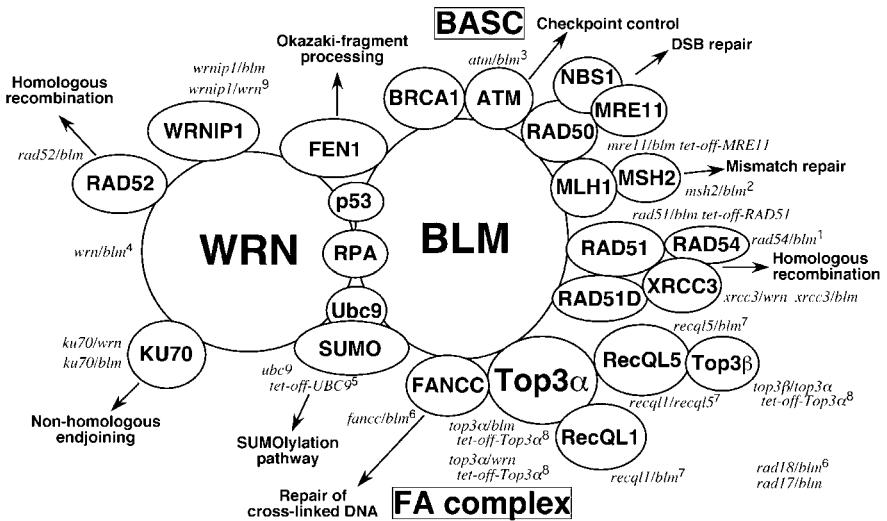 BASC
Checkpoint control
Okazaki-fragment
processing
atm/blm³
DSB repair
wrnip1/blm
wrnip1/wrn⁹
Homologous
recombination
NBS1
BRCA1
ATM
MRE11
WRNIP1
RAD50
FEN1
mre11/blm tet-off-MRE11
rad52/blm
RAD52
MLH1
MSH2
Mismatch repair
msh2/blm²
p53
rad51/blm tet-off-RAD51
WRN
BLM
RPA
wrn/blm⁴
RAD51
RAD54
rad54/blm¹
Homologous
recombination
XRCC3
RAD51D
xrcc3/wrn xrcc3/blm
Ubc9
SUMO
ku70/wrn
ku70/blm
KU70
recql5/blm⁷
RecQL5
Top3β
ubc9
tet-off-UBC9⁵
FANCC
Top3α
top3β/top3α
tet-off-Top3α⁸
recql1/recql5⁷
Non-homologous
endjoining
fancc/blm⁶
top3α/blm
tet-off-Top3α⁸
RecQL1
SUMOlylation
pathway
top3α/wrn
tet-off-Top3α⁸
recql1/blm⁷
rad18/blm⁶
rad17/blm
Repair of
cross-linked DNA
FA complex